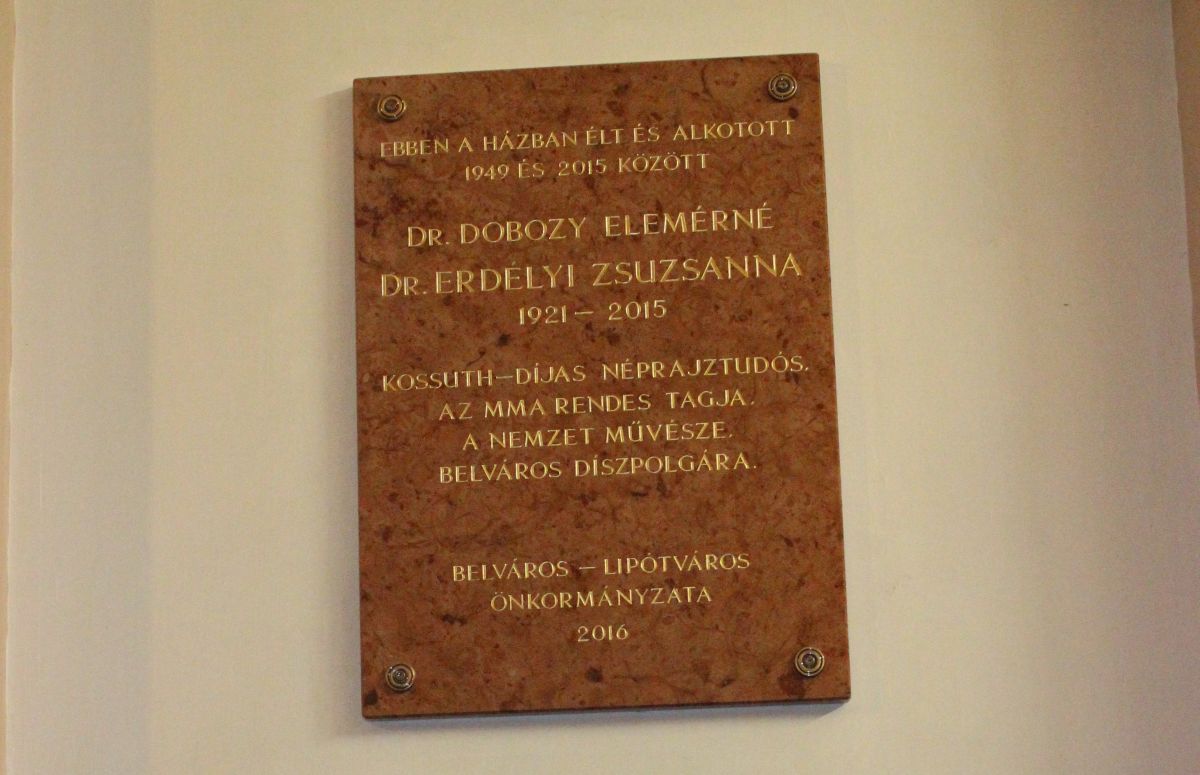 EBBEN A HÁZBAN ÉLT ÉS ALKOTOTT
1949 ÉS 2015 KÖZÖTT
DR. DOBOZY ELEMÉRNÉ
DR. ERDÉLYI ZSUZSANNA
1921 – 2015
KOSSUTH–DÍJAS NÉPRAJZTUDÓS,
AZ MMA RENDES TAGJA,
A NEMZET MŰVÉSZE,
BELVÁROS DÍSZPOLGÁRA.
BELVÁROS – LIPÓTVÁROS
ÖNKORMÁNYZATA
2016